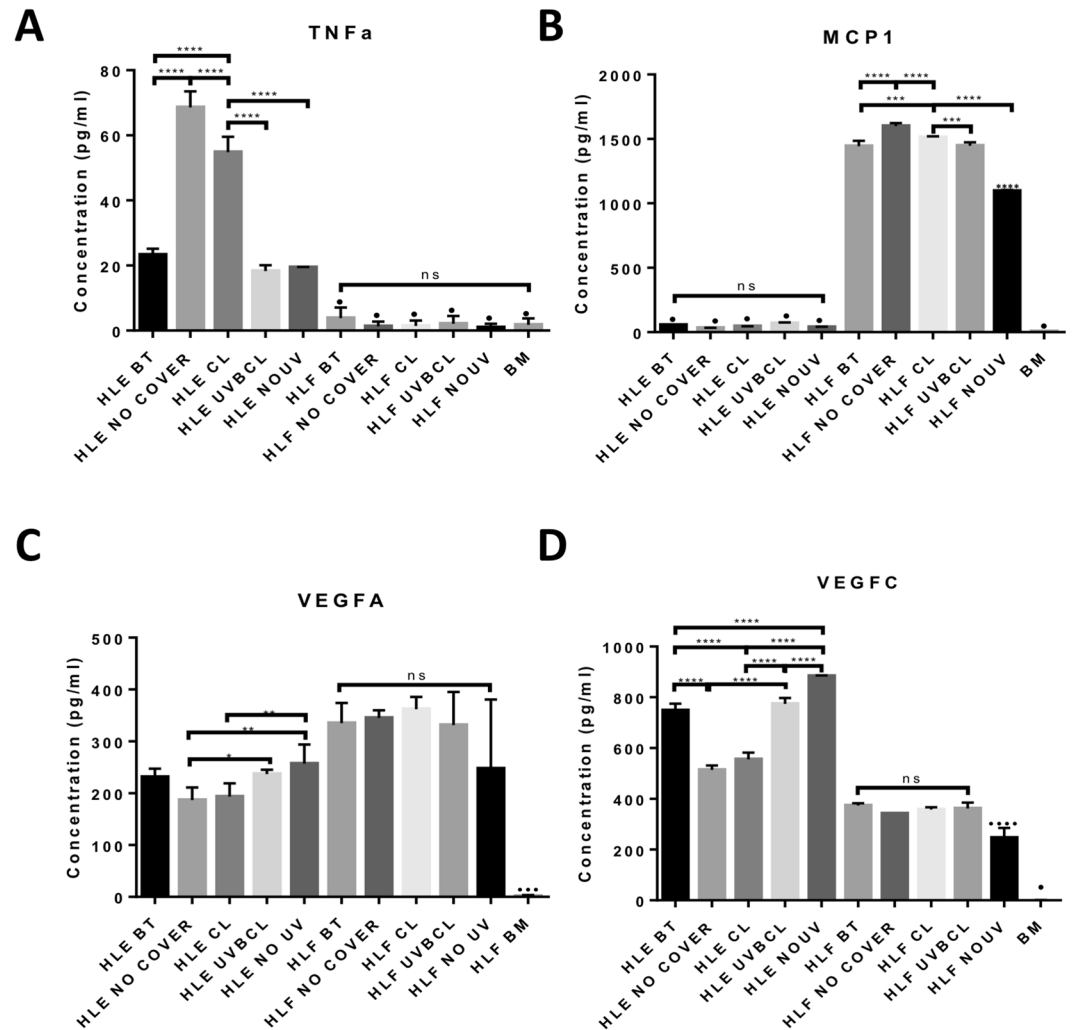 A
TNFa
Concentration (pg/ml)
80
60
40
20
0
****
**** ****
****
****
ns
HLE BT
HLE NO COVER
HLE CL
HLE UVBCL
HLE NOUV
HLF BT
HLF NO COVER
HLF CL
HLF UVBCL
HLF NOUV
BM
B
MCP1
Concentration (pg/ml)
2000
1500
1000
500
0
**** ****
*** ****
***
****
ns
HLE BT
HLE NO COVER
HLE CL
HLE UVBCL
HLE NOUV
HLF BT
HLF NO COVER
HLF CL
HLF UVBCL
HLF NOUV
BM
C
VEGFA
Concentration (pg/ml)
500
400
300
200
100
0
**
**
*
ns
HLE BT
HLE NO COVER
HLE CL
HLE UVBCL
HLE NO UV
HLF BT
HLF NO COVER
HLF CL
HLF UVBCL
HLF NO UV
HLF BM
D
VEGFC
Concentration (pg/ml)
1000
800
600
400
200
0
****
**** ****
**** ****
**** ****
ns
HLE BT
HLE NO COVER
HLE CL
HLE UVBCL
HLE NOUV
HLF BT
HLF NO COVER
HLF CL
HLF UVBCL
HLF NOUV
BM